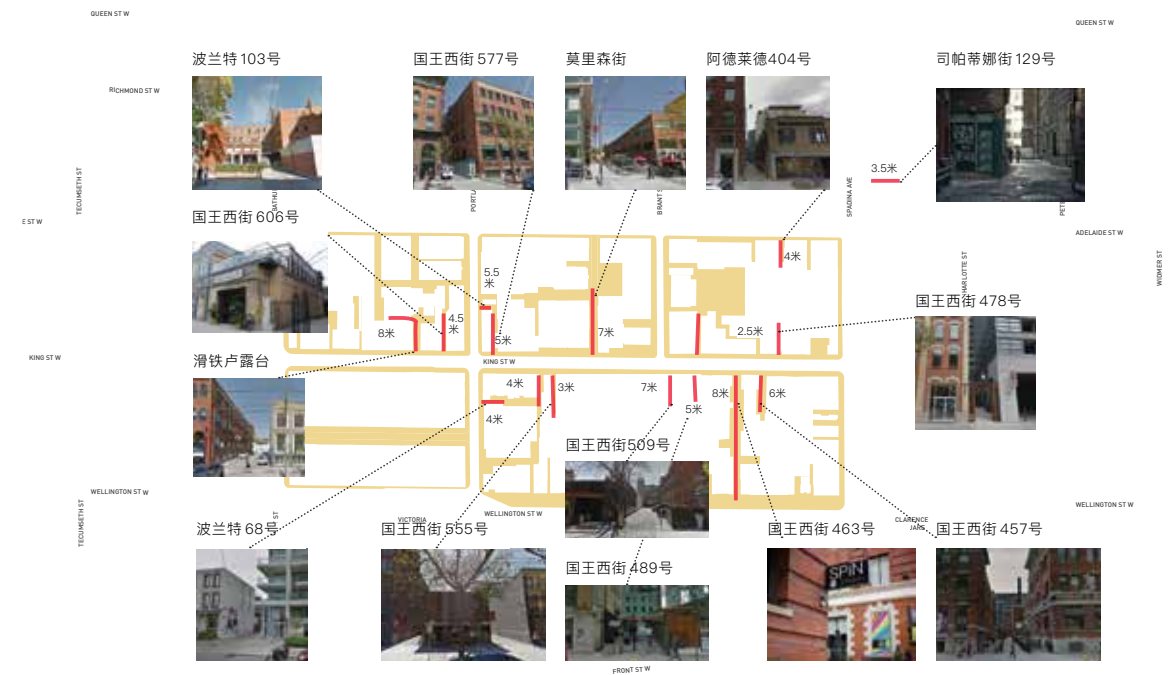 QUEEN ST W
QUEEN ST W
波兰特 103号
国王西街 577号
莫里森街
阿德莱德404号
司帕蒂娜街 129号
RICHMOND ST W
3.5米
TECUMSETH ST
SPADINA AVE
国王西街 606号
E ST W
ADELAIDE ST W
4米
WIDMER ST
5.5
米
国王西街 478号
4.5
米
8米
5米
7米
2.5米
KING ST W
KING ST W
滑铁卢露台
4米
3米
7米
8米
6米
5米
4米
国王西街509号
WELLINGTON ST W
TECUMSETH ST
ST
VICTORIA
WELLINGTON ST W
CLARENCE
WELLINGTON ST W
波兰特 68号
国王西街 555号
国王西街 463号
国王西街 457号
国王西街 489号
SPiN
FRONT ST W